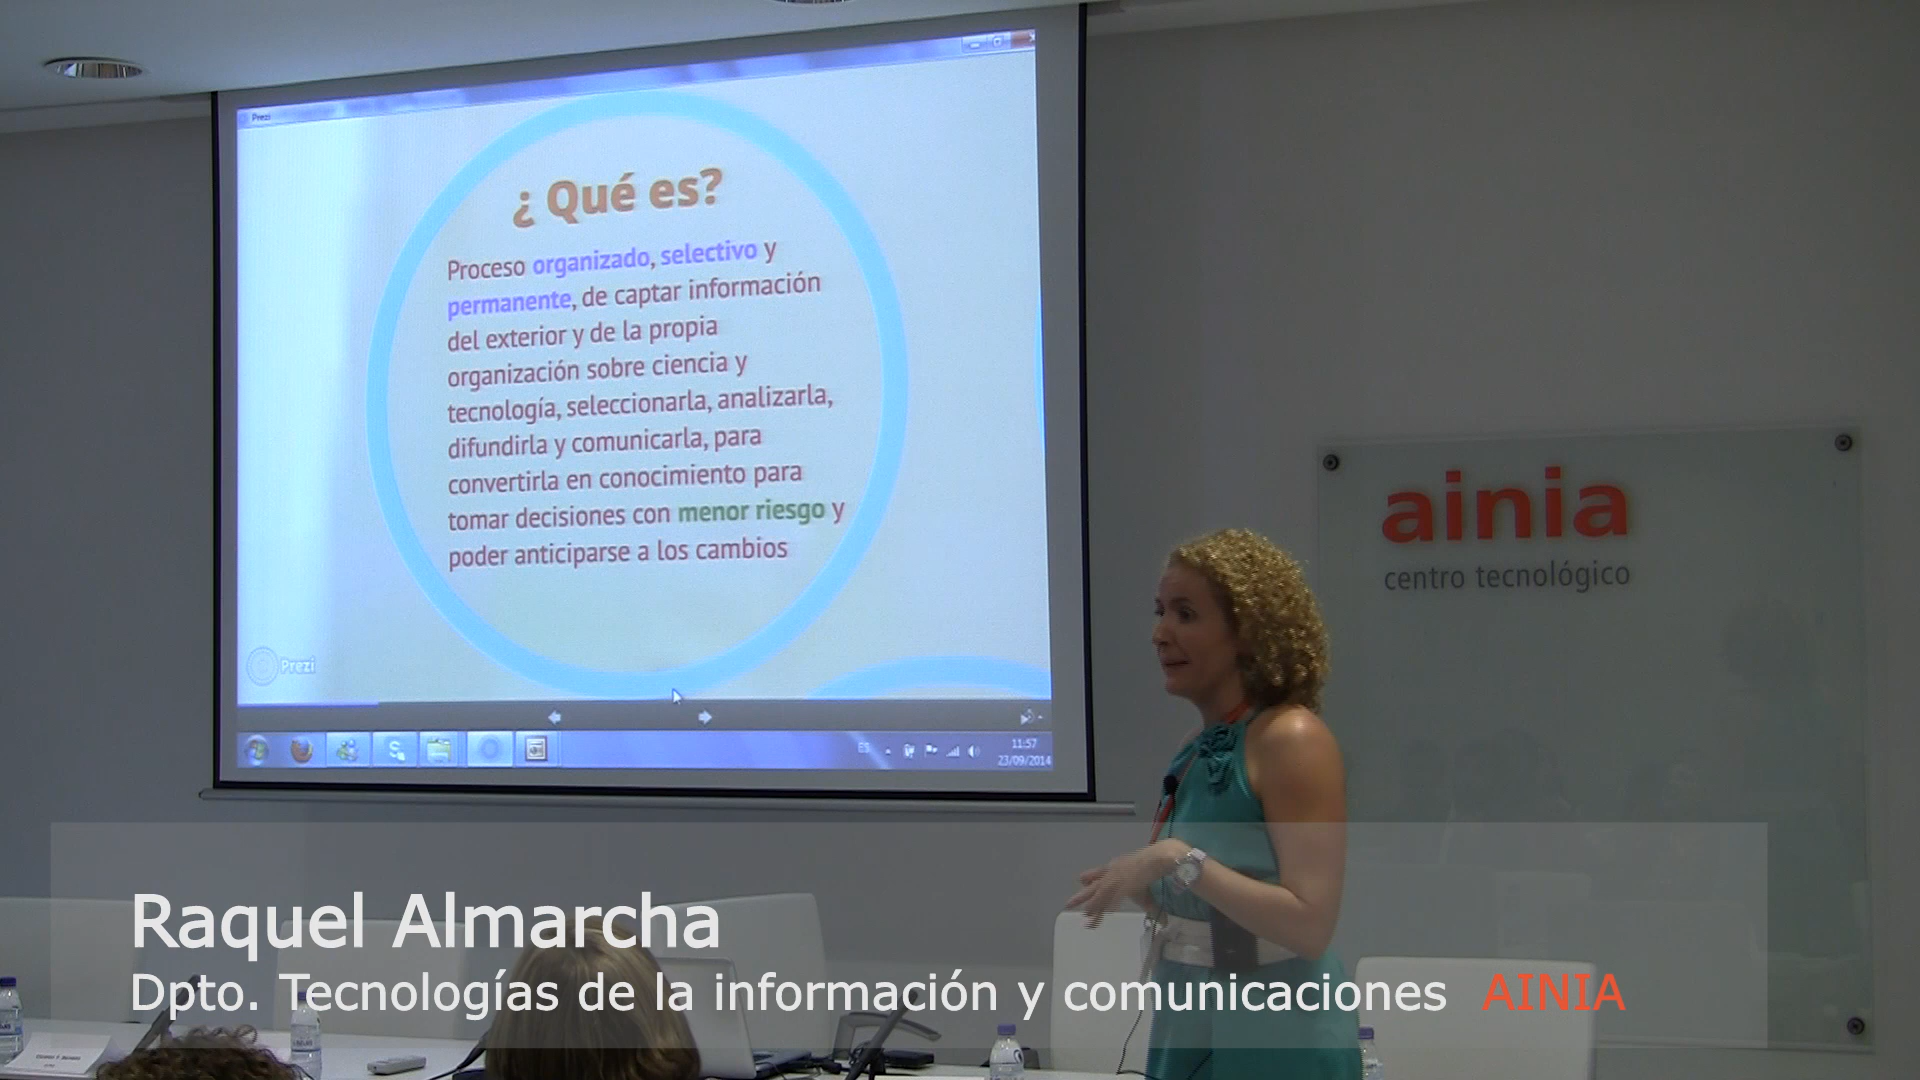 Prezi
¿ Qué es?
Proceso organizado, selectivo y
permanente, de captar información
del exterior y de la propia
organización sobre ciencia y
tecnología, seleccionarla, analizarla,
difundirla y comunicarla, para
convertirla en conocimiento para
tomar decisiones con menor riesgo y
poder anticiparse a los cambios
Prezi
ES
11:57
23/09/2014
ainia
centro tecnológico
Raquel Almarcha
Dpto. Tecnologías de la información y comunicaciones AINIA